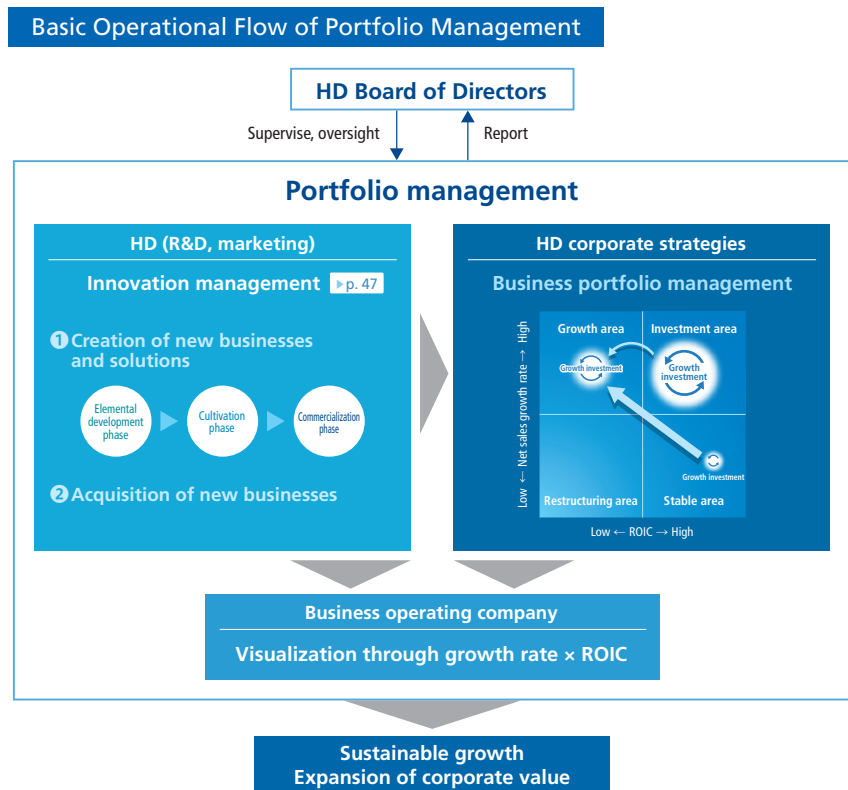 Basic Operational Flow of Portfolio Management
HD Board of Directors
Supervise, oversight
Report
Portfolio management
HD (R&D, marketing)
Innovation management ▶p. 47
❶Creation of new businesses
and solutions
Elemental
development
phase
Cultivation
phase
Commercialization
phase
❷Acquisition of new businesses
HD corporate strategies
Business portfolio management
Low ← Net sales growth rate → High
Growth area
Investment area
Growth investment
Growth
investment
Growth investment
Restructuring area
Stable area
Low ← ROIC → High
Business operating company
Visualization through growth rate × ROIC
Sustainable growth
Expansion of corporate value